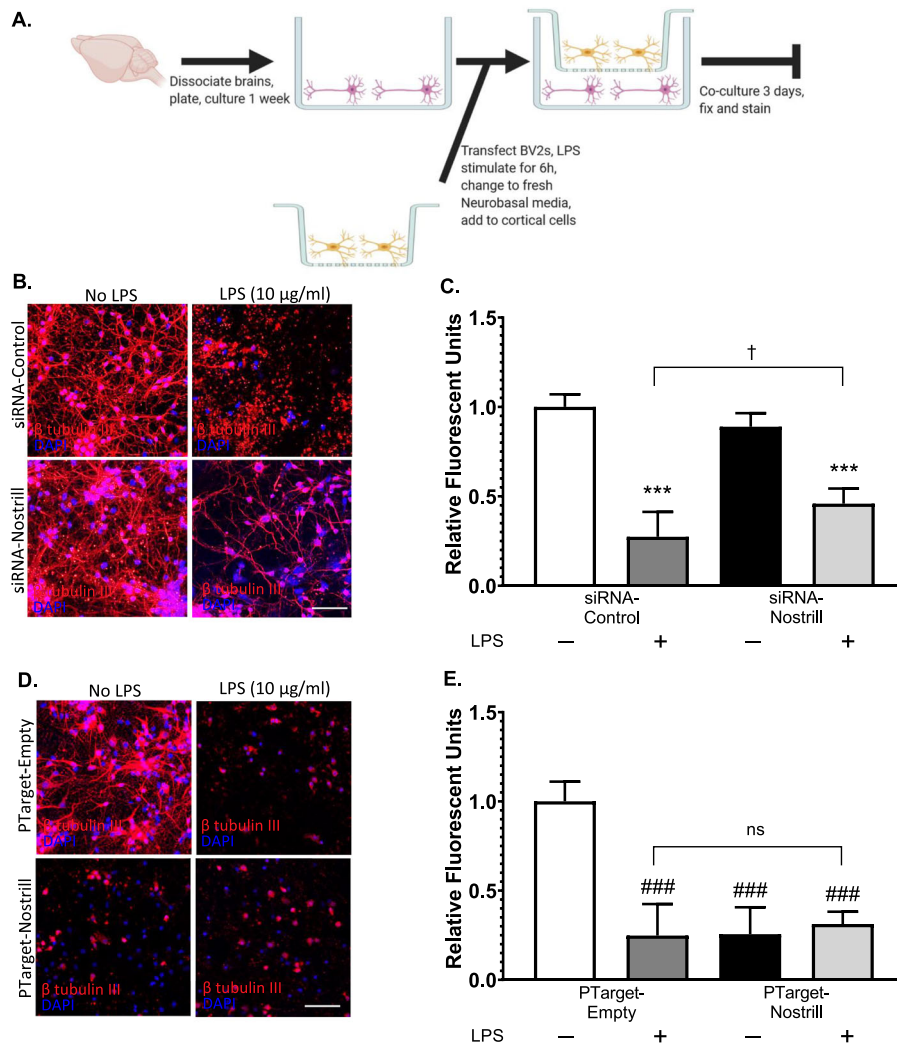 A.
Dissociate brains,
plate, culture 1 week
Co-culture 3 days,
fix and stain
Transfect BV2s, LPS
stimulate for 6h,
change to fresh
Neurobasal media,
add to cortical cells
B.
No LPS
LPS (10 µg/ml)
siRNA-Control
β tubulin III
DAPI
β tubulin III
DAPI
siRNA-Nostrill
β tubulin III
DAPI
β tubulin III
DAPI
C.
Relative Fluorescent Units
1.5
1.0
0.5
0.0
†
***
***
siRNA-
Control
siRNA-
Nostrill
LPS
– + – +
D.
No LPS
LPS (10 µg/ml)
PTarget-Empty
β tubulin III
DAPI
β tubulin III
DAPI
PTarget-Nostrill
β tubulin III
DAPI
β tubulin III
DAPI
E.
Relative Fluorescent Units
1.5
1.0
0.5
0.0
ns
### ### ###
PTarget-
Empty
PTarget-
Nostrill
LPS
– + – +